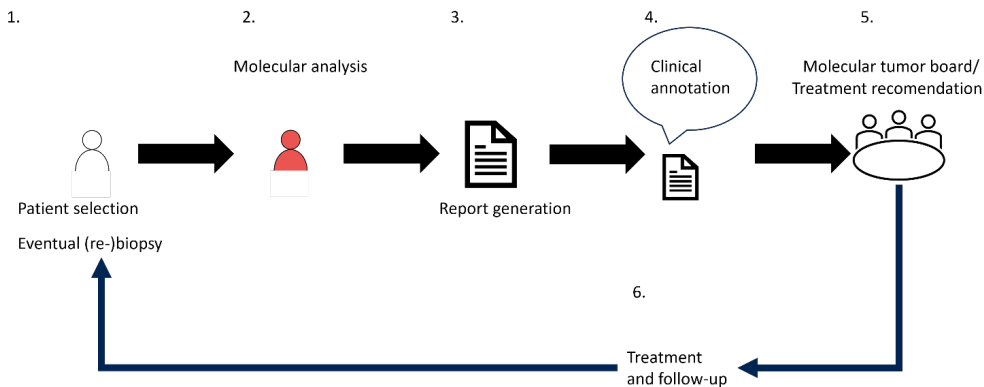 1.
2.
3.
4.
5.
Molecular analysis
Clinical
annotation
Molecular tumor board/
Treatment recomendation
Patient selection
Eventual (re-)biopsy
Report generation
6.
Treatment
and follow-up